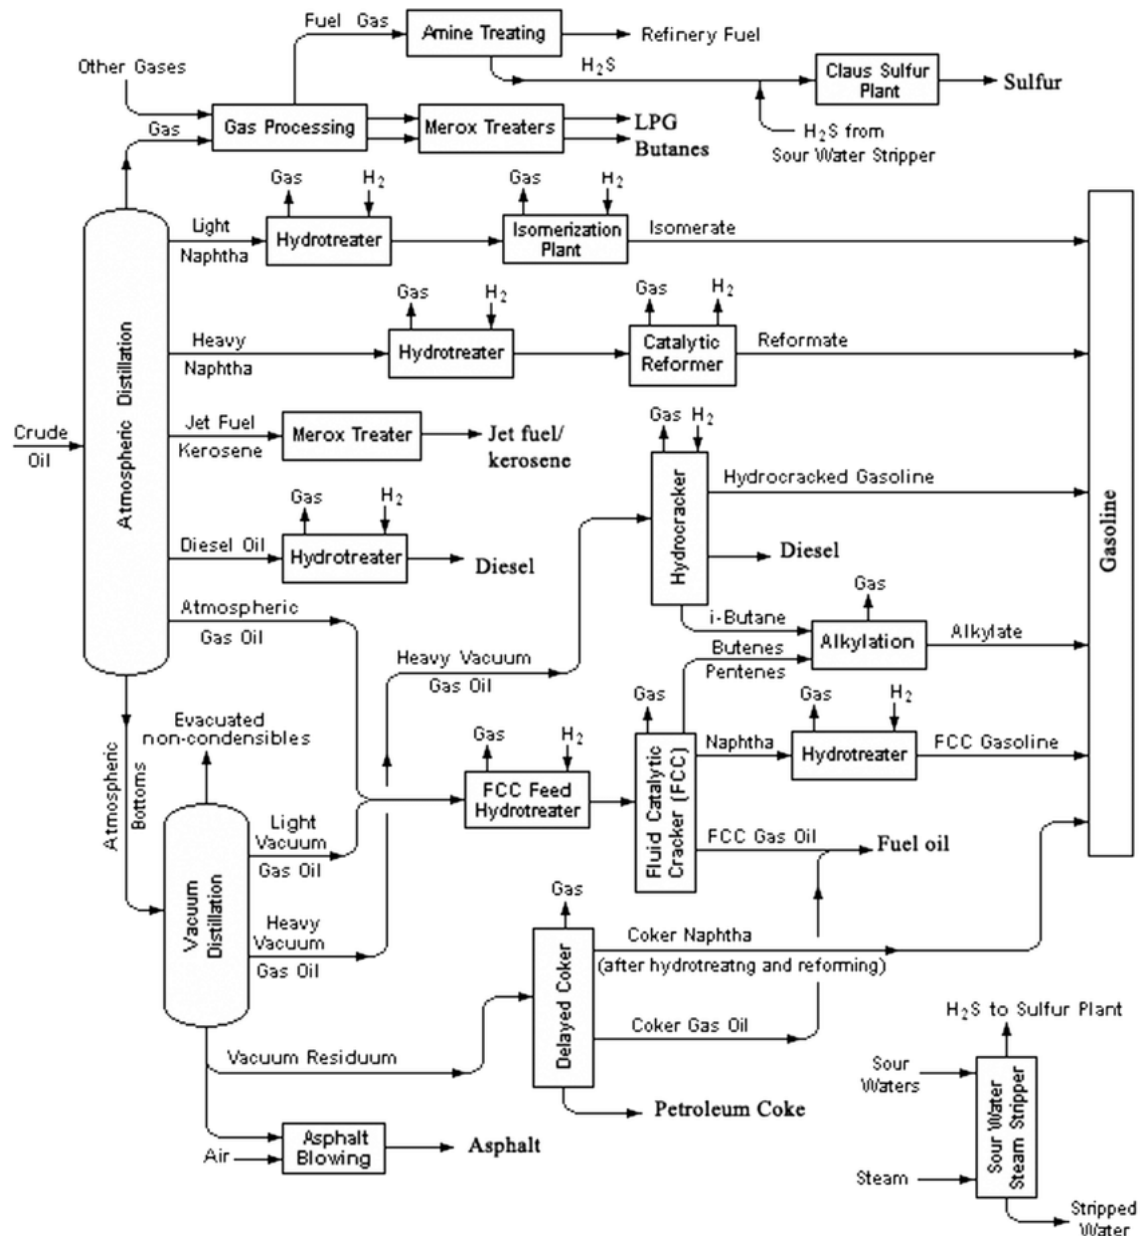 Fuel Gas
Amine Treating
Refinery Fuel
Other Gases
H2S
Claus Sulfur
Plant
Sulfur
Gas
Gas Processing
Merox Treaters
LPG
Butanes
H2S from
Sour Water Stripper
Gas
H2
Gas
H2
Light
Naphtha
Hydrotreater
Isomerization
Plant
Isomerate
Gas
H2
Gas
H2
Heavy
Naphtha
Hydrotreater
Catalytic
Reformer
Reformate
Crude
Oil
Atmospheric Distillation
Jet Fuel
Kerosene
Merox Treater
Jet fuel/
kerosene
Gas
H2
Hydrocracker
Hydrocracked Gasoline
Gasoline
Gas
H2
Diesel Oil
Hydrotreater
Diesel
Diesel
Gas
Atmospheric
Gas Oil
i-Butane
Alkylation
Alkylate
Butenes
Pentenes
Heavy Vacuum
Gas Oil
Evacuated
non-condensibles
Atmospheric
Bottoms
Gas
H2
FCC Feed
Hydrotreater
Gas
Fluid Catalytic
Cracker (FCC)
Gas
H2
Naphtha
Hydrotreater
FCC Gasoline
Light
Vacuum
Gas Oil
FCC Gas Oil
Fuel oil
Vacuum
Distillation
Heavy
Vacuum
Gas Oil
Gas
Delayed Coker
Coker Naphtha
(after hydrotreatng and reforming)
Coker Gas Oil
Vacuum Residuum
Petroleum Coke
H2S to Sulfur Plant
Sour
Waters
Sour Water
Steam Stripper
Steam
Stripped
Water
Air
Asphalt
Blowing
Asphalt